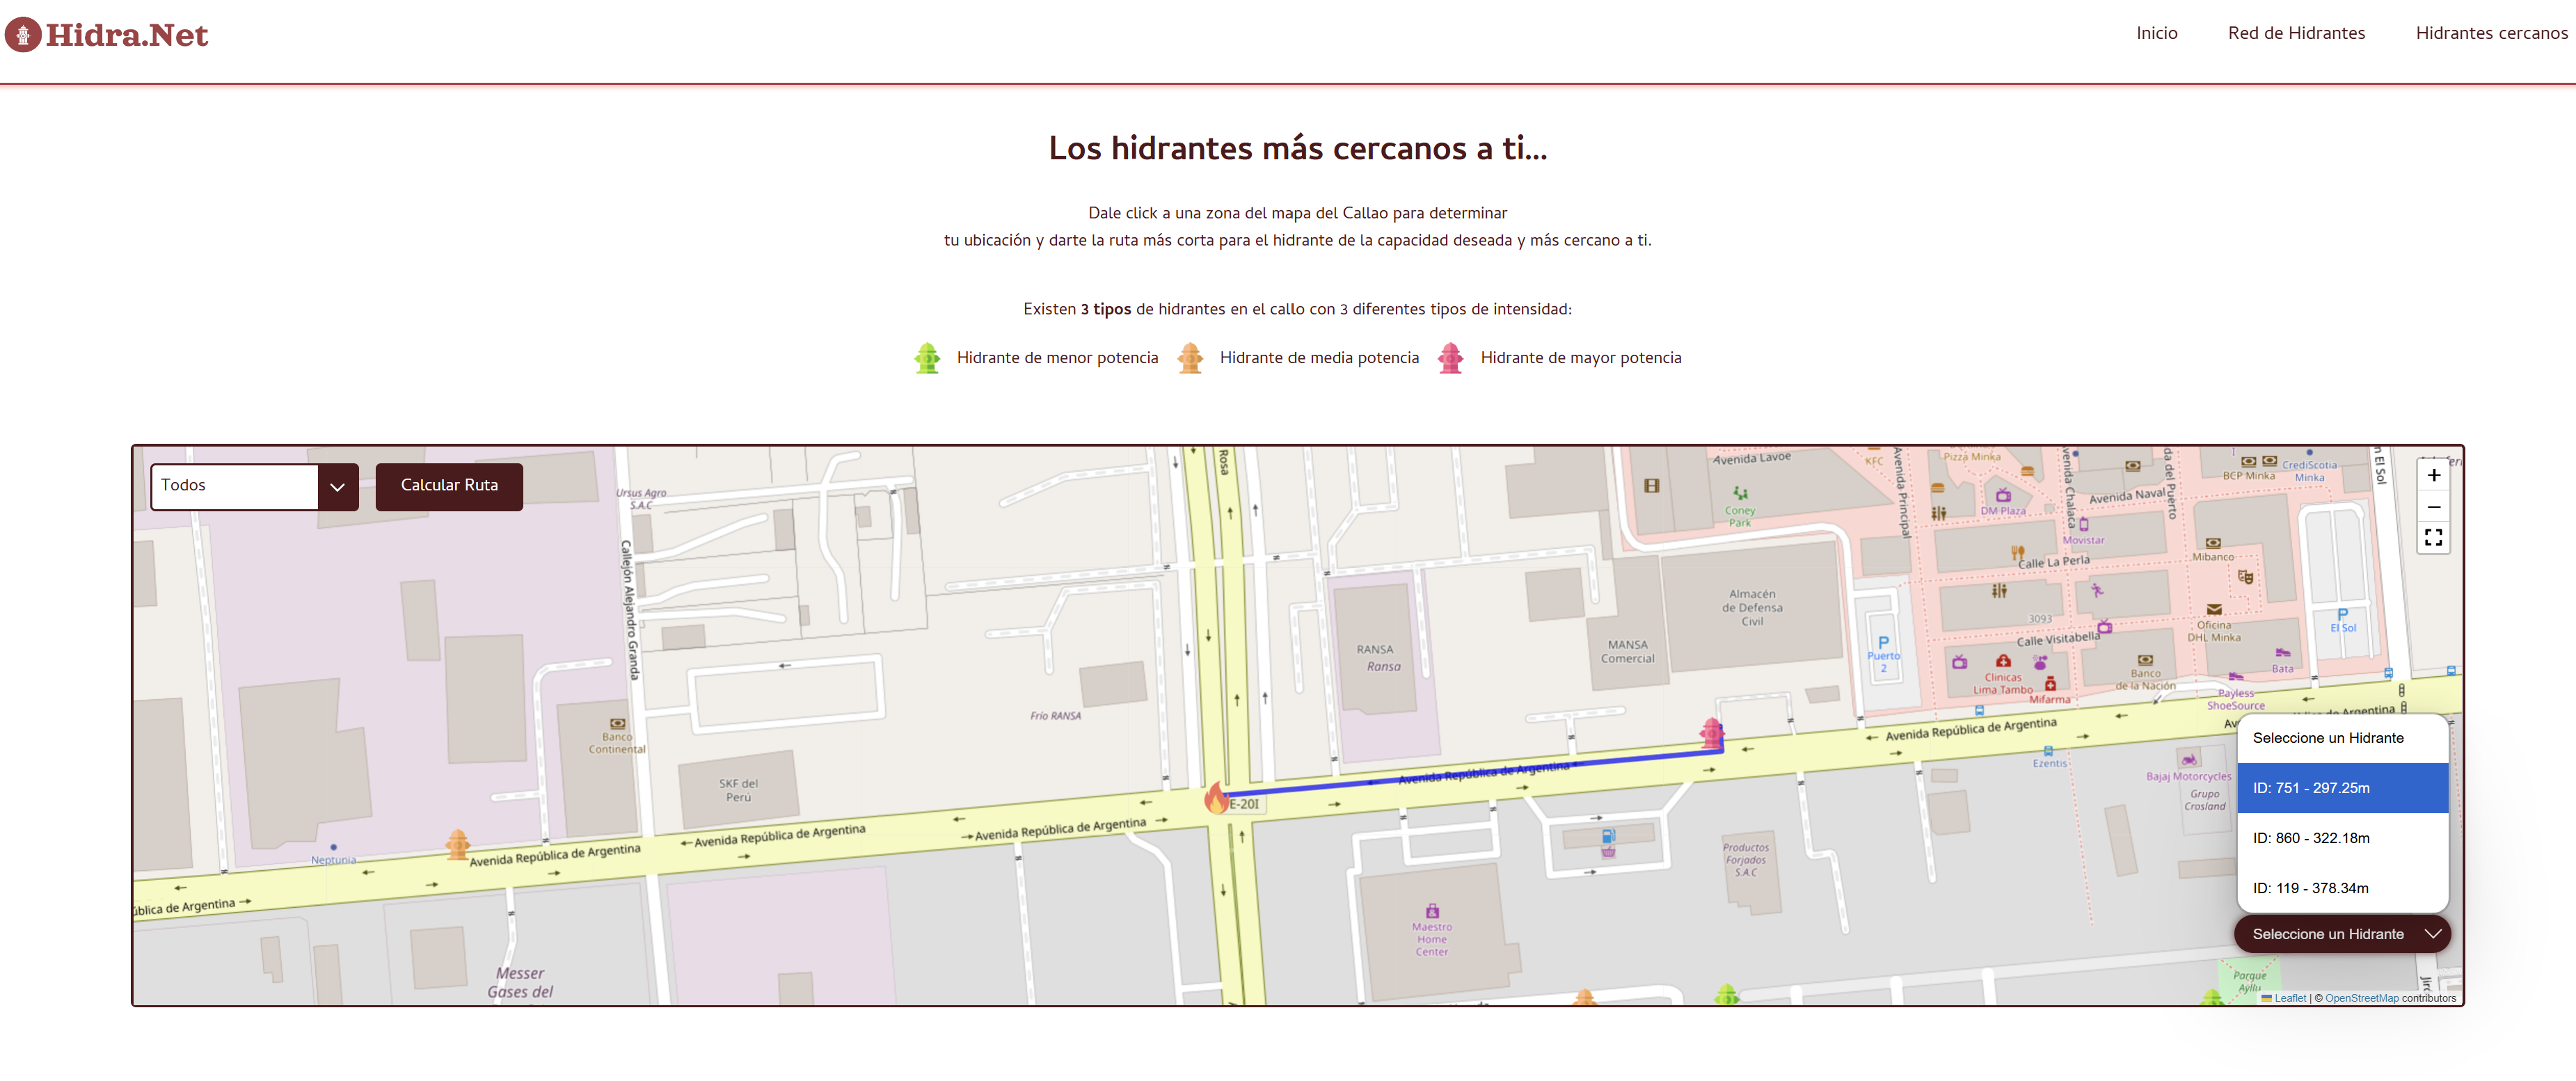 Hidra.Net
Inicio
Red de Hidrantes
Hidrantes cercanos
Los hidrantes más cercanos a ti...
Dale click a una zona del mapa del Callao para determinar
tu ubicación y darte la ruta más corta para el hidrante de la capacidad deseada y más cercano a ti.
Existen 3 tipos de hidrantes en el callo con 3 diferentes tipos de intensidad:
Hidrante de menor potencia
Hidrante de media potencia
Hidrante de mayor potencia
Todos
Calcular Ruta
+
−
Rosa
Avenida Lavoe
KFC
Avenida Principal
Pizza Minka
Avenida Chalaca
BCP Minka
CrediScotia
Minka
El Sol
Ursus Agro
S.A.C
Coney
Park
DM Plaza
Avenida Naval
Movistar
Mibanco
Calle La Perla
Callejón Alejandro Granda
Almacén
de Defensa
Civil
3093
Oficina
DHL Minka
P
El Sol
RANSA
Ransa
MANSA
Comercial
P
Puerto
2
Calle Visitabella
Clinicas
Lima Tambo
Mifarma
Banco
de la Nación
Bata
Payless
ShoeSource
Frío RANSA
Banco
Continental
SKF del
Perú
Avenida República de Argentina
Avenida República de Argentina
Ezentis
Bajaj Motorcycles
Grupo
Crosland
E-20I
Neptunia
Avenida República de Argentina
Avenida República de Argentina
Avenida República de Argentina
ública de Argentina
Productos
Forjados
S.A.C
Maestro
Home
Center
Messer
Gases del
Seleccione un Hidrante
ID: 751 - 297.25m
ID: 860 - 322.18m
ID: 119 - 378.34m
Seleccione un Hidrante
Parque
Ayllu
Leaflet | © OpenStreetMap contributors